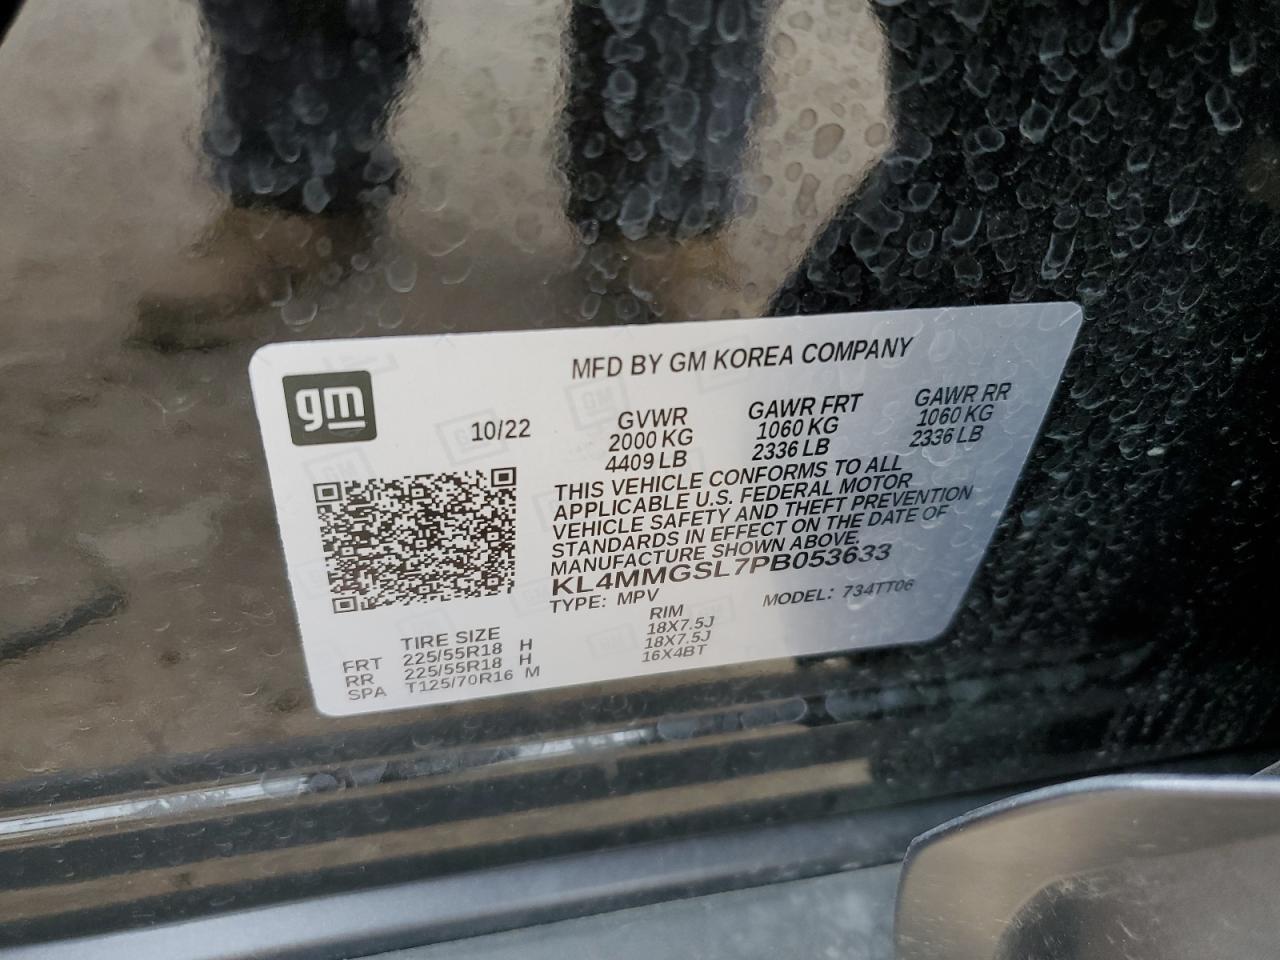 MFD BY GM KOREA COMPANY
gm
10/22
GVWR
2000 KG
4409 LB
GAWR FRT
1060 KG
2336 LB
GAWR RR
1060 KG
2336 LB
THIS VEHICLE CONFORMS TO ALL
APPLICABLE U.S. FEDERAL MOTOR
VEHICLE SAFETY AND THEFT PREVENTION
STANDARDS IN EFFECT ON THE DATE OF
MANUFACTURE SHOWN ABOVE.
KL4MMGSL7PB053633
TYPE: MPV MODEL: 734TT06
TIRE SIZE RIM
FRT 225/55R18 H 18X7.5J
RR 225/55R18 H 18X7.5J
SPA T125/70R16 M 16X4BT